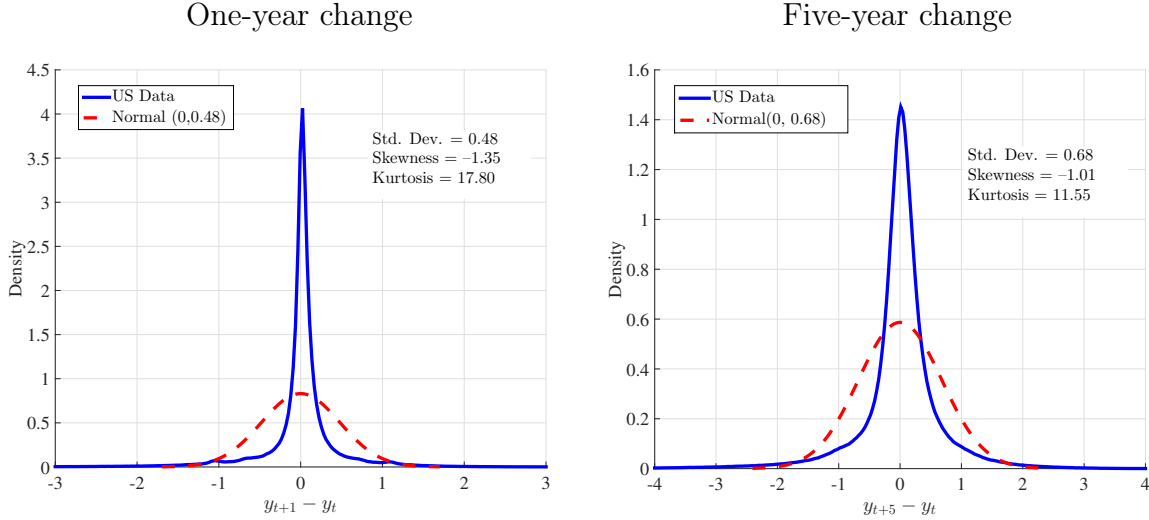 One-year change
4.5
4
3.5
3
2.5
2
1.5
1
0.5
0
Density
US Data
Normal (0,0.48)
Std. Dev. = 0.48
Skewness = –1.35
Kurtosis = 17.80
-3 -2 -1 0 1 2 3
yt+1 − yt
Five-year change
1.6
1.4
1.2
1
0.8
0.6
0.4
0.2
0
Density
US Data
Normal(0, 0.68)
Std. Dev. = 0.68
Skewness = –1.01
Kurtosis = 11.55
-4 -3 -2 -1 0 1 2 3 4
yt+5 − yt